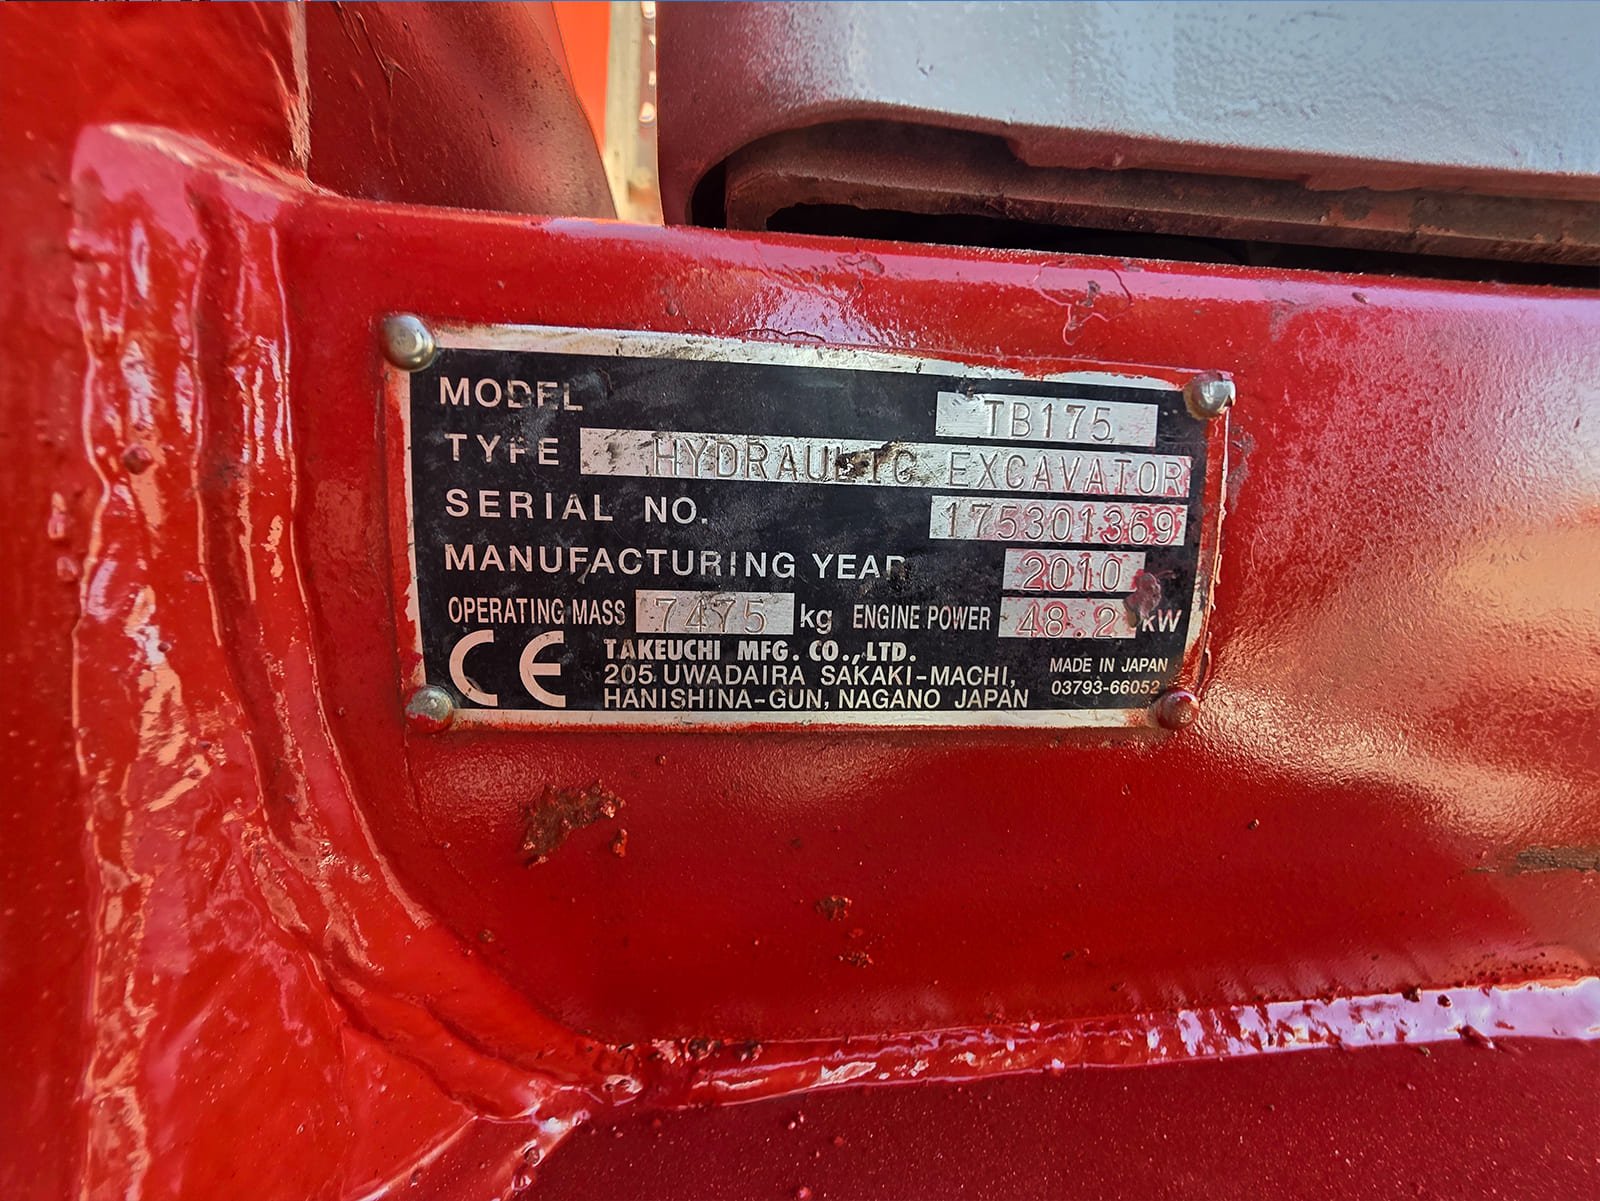 MODEL TB175
TYPE HYDRAULIC EXCAVATOR
SERIAL NO. 175301369
MANUFACTURING YEAR 2010
OPERATING MASS 7475 kg ENGINE POWER 48.2 kW
CE
TAKEUCHI MFG. CO.,LTD.
205 UWADAIRA SAKAKI-MACHI,
HANISHINA-GUN, NAGANO JAPAN
MADE IN JAPAN
03793-66052